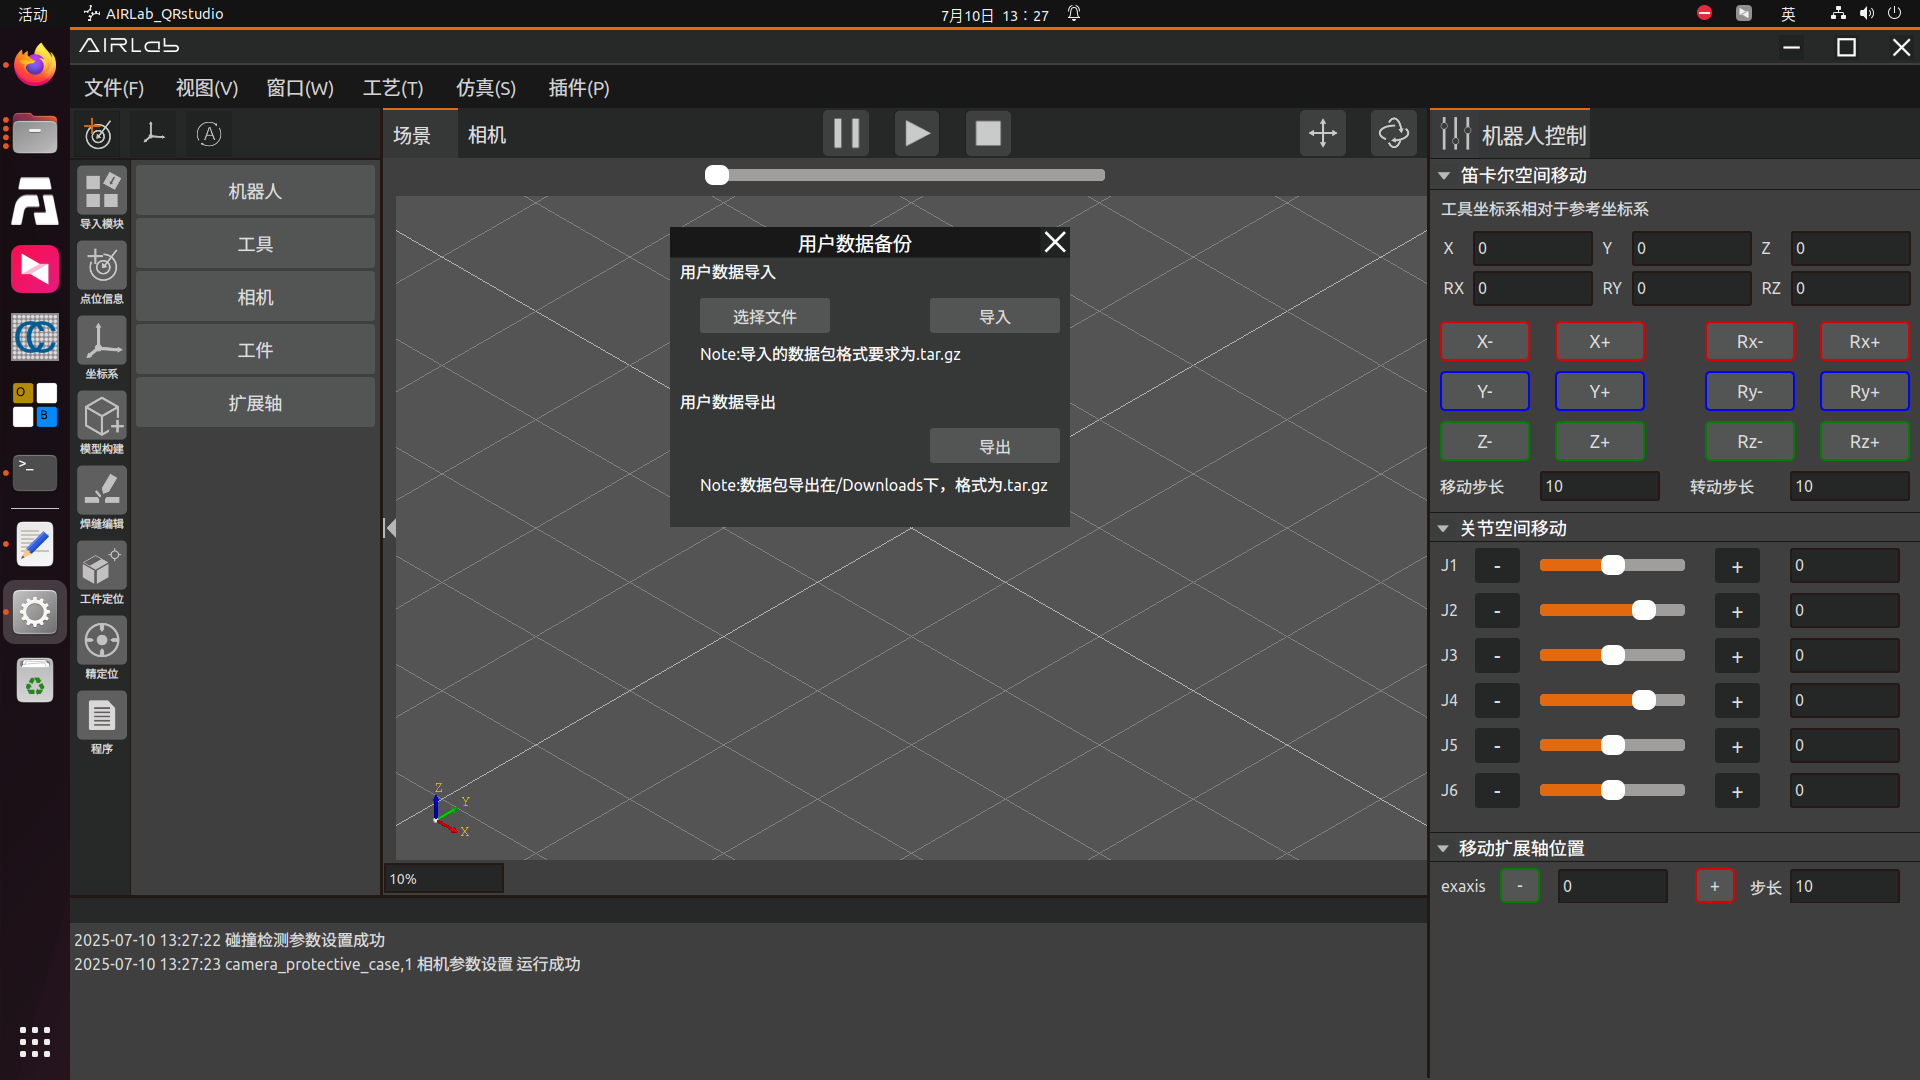 活动
AIRLab_QRstudio
7月10日 13：27
英
AIRLab
文件(F)
视图(V)
窗口(W)
工艺(T)
仿真(S)
插件(P)
A
场景
相机
机器人控制
导入模块
点位信息
坐标系
模型构建
焊缝编辑
工件定位
精定位
程序
机器人
工具
相机
工件
扩展轴
用户数据备份
用户数据导入
选择文件
导入
Note:导入的数据包格式要求为.tar.gz
用户数据导出
导出
Note:数据包导出在/Downloads下，格式为.tar.gz
Z
Y
X
10%
笛卡尔空间移动
工具坐标系相对于参考坐标系
X 0 Y 0 Z 0
RX 0 RY 0 RZ 0
X- X+ Rx- Rx+
Y- Y+ Ry- Ry+
Z- Z+ Rz- Rz+
移动步长 10 转动步长 10
关节空间移动
J1 - + 0
J2 - + 0
J3 - + 0
J4 - + 0
J5 - + 0
J6 - + 0
移动扩展轴位置
exaxis - 0 + 步长 10
2025-07-10 13:27:22 碰撞检测参数设置成功
2025-07-10 13:27:23 camera_protective_case,1 相机参数设置 运行成功
CC
O
B
>_